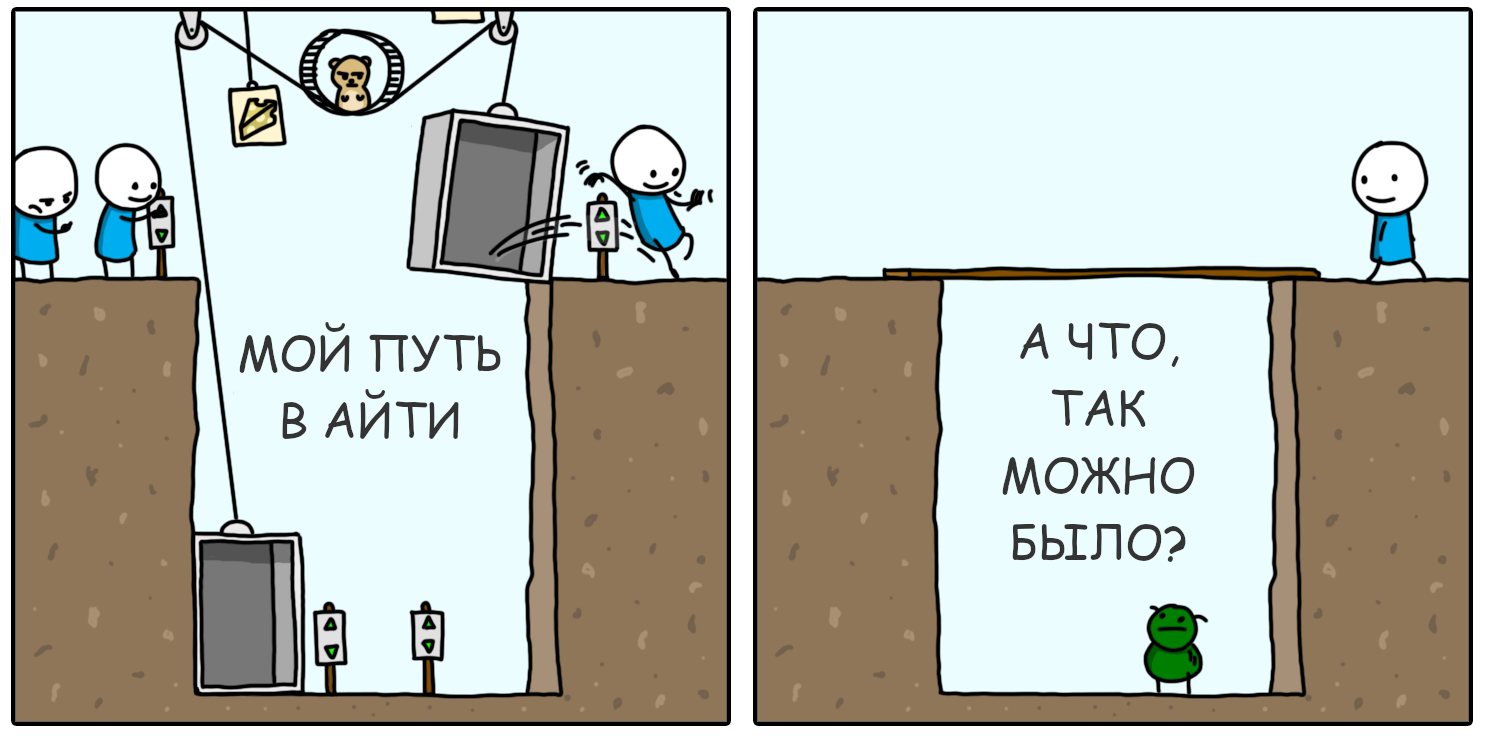 МОЙ ПУТЬ
В АЙТИ
А ЧТО,
ТАК
МОЖНО
БЫЛО?